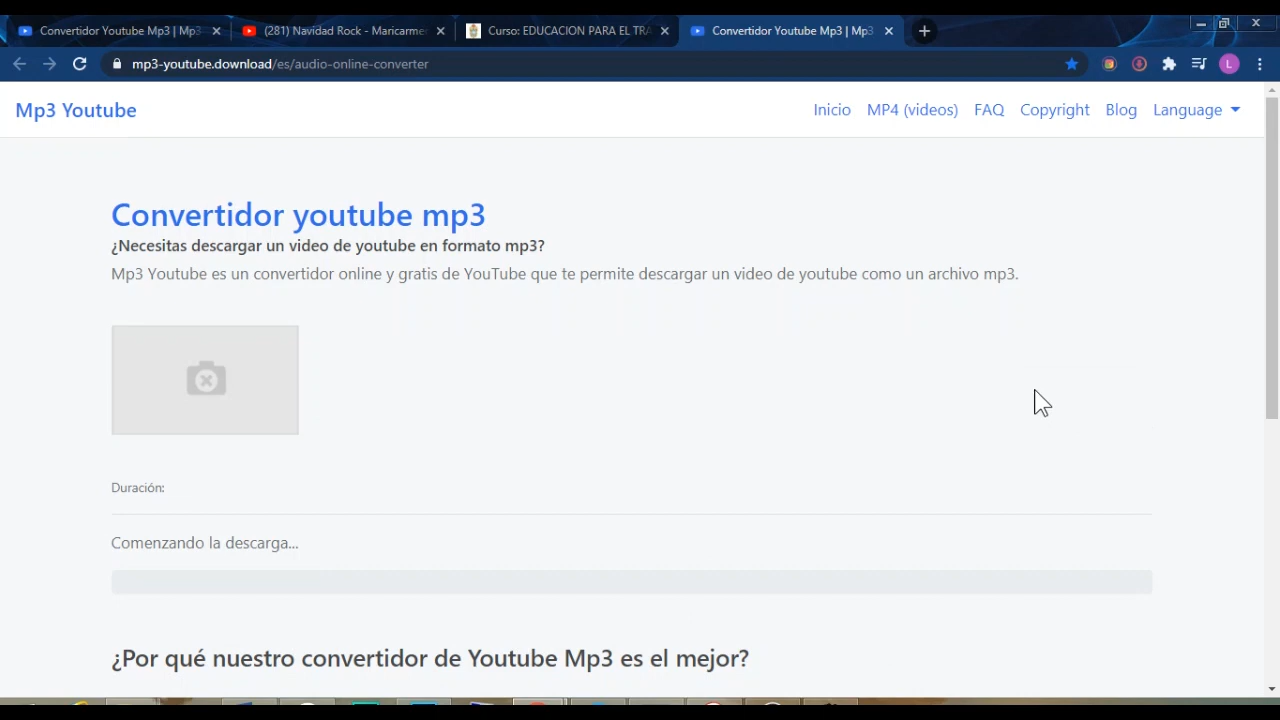 Convertidor Youtube Mp3 | Mp3
(281) Navidad Rock - Maricarme
Curso: EDUCACION PARA EL TRA
Convertidor Youtube Mp3 | Mp3
mp3-youtube.download/es/audio-online-converter
L
Mp3 Youtube
Inicio
MP4 (videos)
FAQ
Copyright
Blog
Language
Convertidor youtube mp3
¿Necesitas descargar un video de youtube en formato mp3?
Mp3 Youtube es un convertidor online y gratis de YouTube que te permite descargar un video de youtube como un archivo mp3.
Duración:
Comenzando la descarga...
¿Por qué nuestro convertidor de Youtube Mp3 es el mejor?